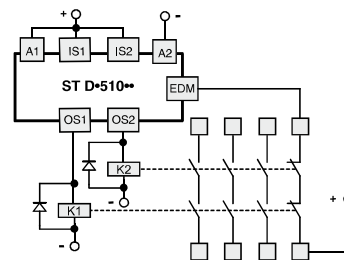 + -
A1 IS1 IS2 A2
ST D•510••
EDM
OS1 OS2
K2
-
+
K1
-